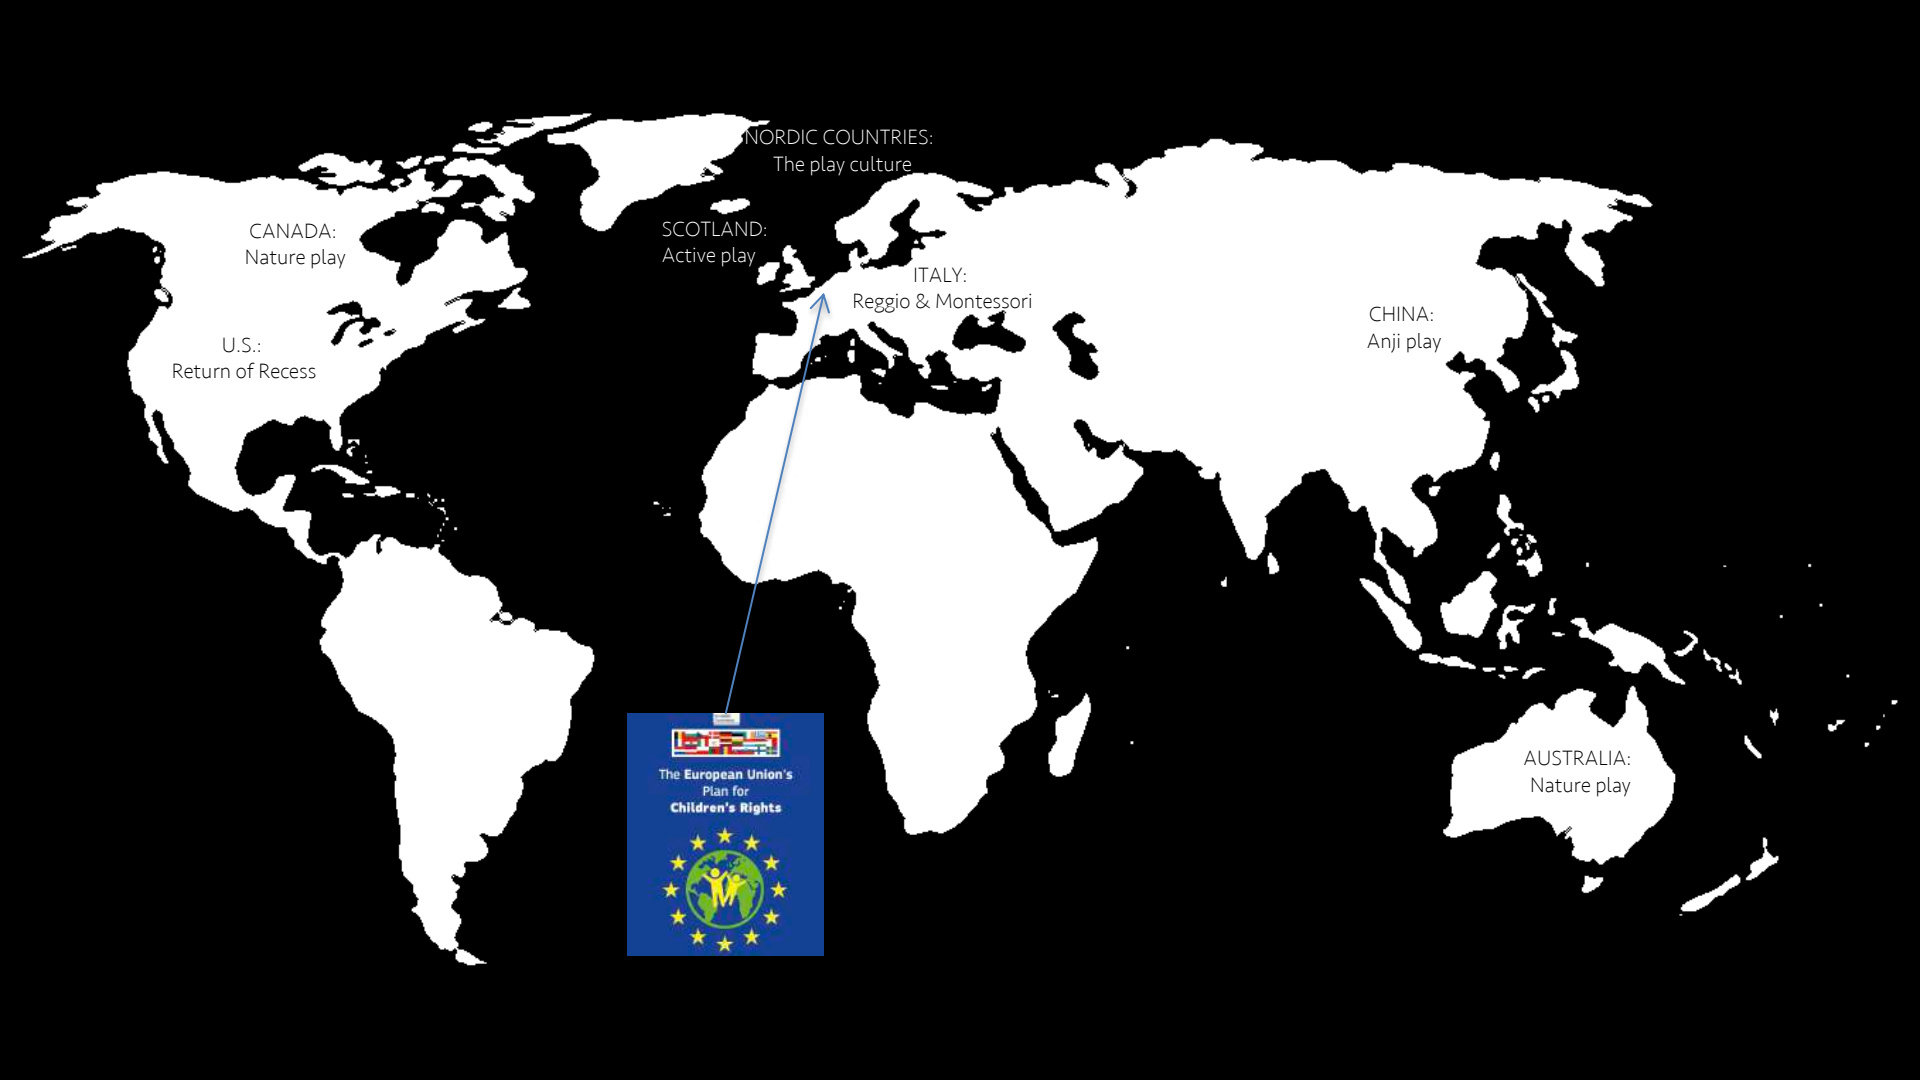 NORDIC COUNTRIES:
The play culture
SCOTLAND:
Active play
CANADA:
Nature play
ITALY:
Reggio & Montessori
CHINA:
Anji play
U.S.:
Return of Recess
AUSTRALIA:
Nature play
The European Union's
Plan for
Children's Rights